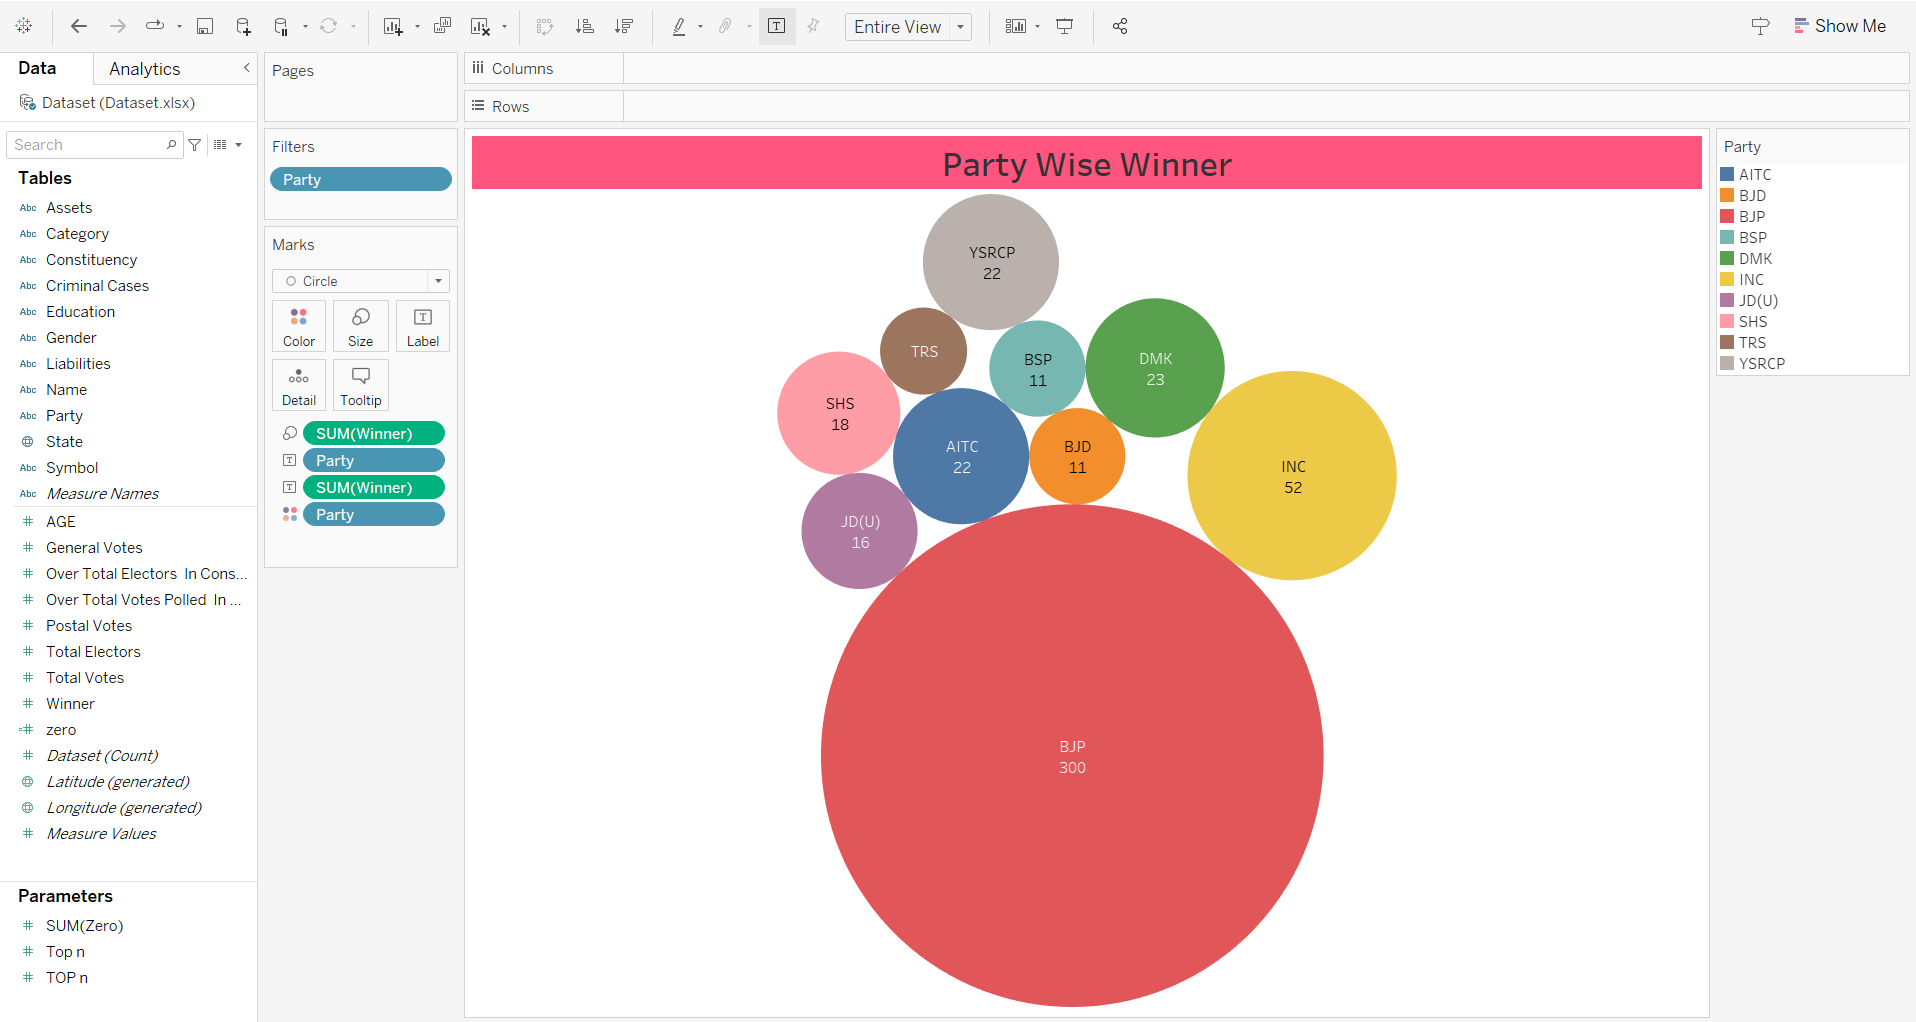 Entire View
Show Me
Data
Analytics
Dataset (Dataset.xlsx)
Search
Tables
Abc Assets
Abc Category
Abc Constituency
Abc Criminal Cases
Abc Education
Abc Gender
Abc Liabilities
Abc Name
Abc Party
State
Abc Symbol
Abc Measure Names
# AGE
# General Votes
# Over Total Electors In Cons...
# Over Total Votes Polled In ...
# Postal Votes
# Total Electors
# Total Votes
# Winner
=# zero
# Dataset (Count)
Latitude (generated)
Longitude (generated)
# Measure Values
Parameters
# SUM(Zero)
# Top n
# TOP n
Pages
Filters
Party
Marks
Circle
Color
Size
T
Label
Detail
Tooltip
SUM(Winner)
T Party
T SUM(Winner)
Party
Columns
Rows
Party Wise Winner
YSRCP
22
TRS
BSP
11
DMK
23
SHS
18
AITC
22
BJD
11
INC
52
JD(U)
16
BJP
300
Party
AITC
BJD
BJP
BSP
DMK
INC
JD(U)
SHS
TRS
YSRCP